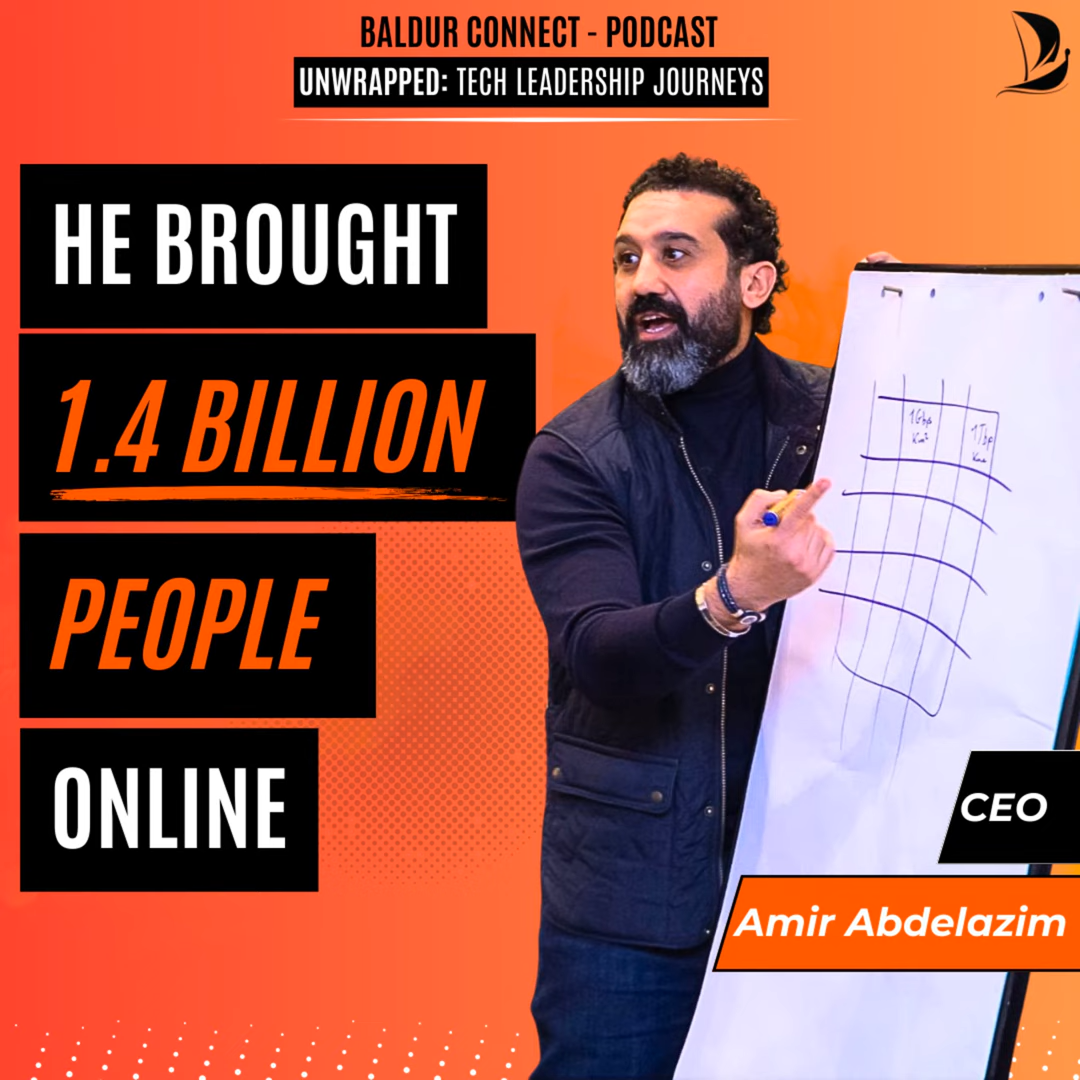 BALDUR CONNECT - PODCAST
UNWRAPPED: TECH LEADERSHIP JOURNEYS
HE BROUGHT
1.4 BILLION
PEOPLE
ONLINE
CEO
Amir Abdelazim